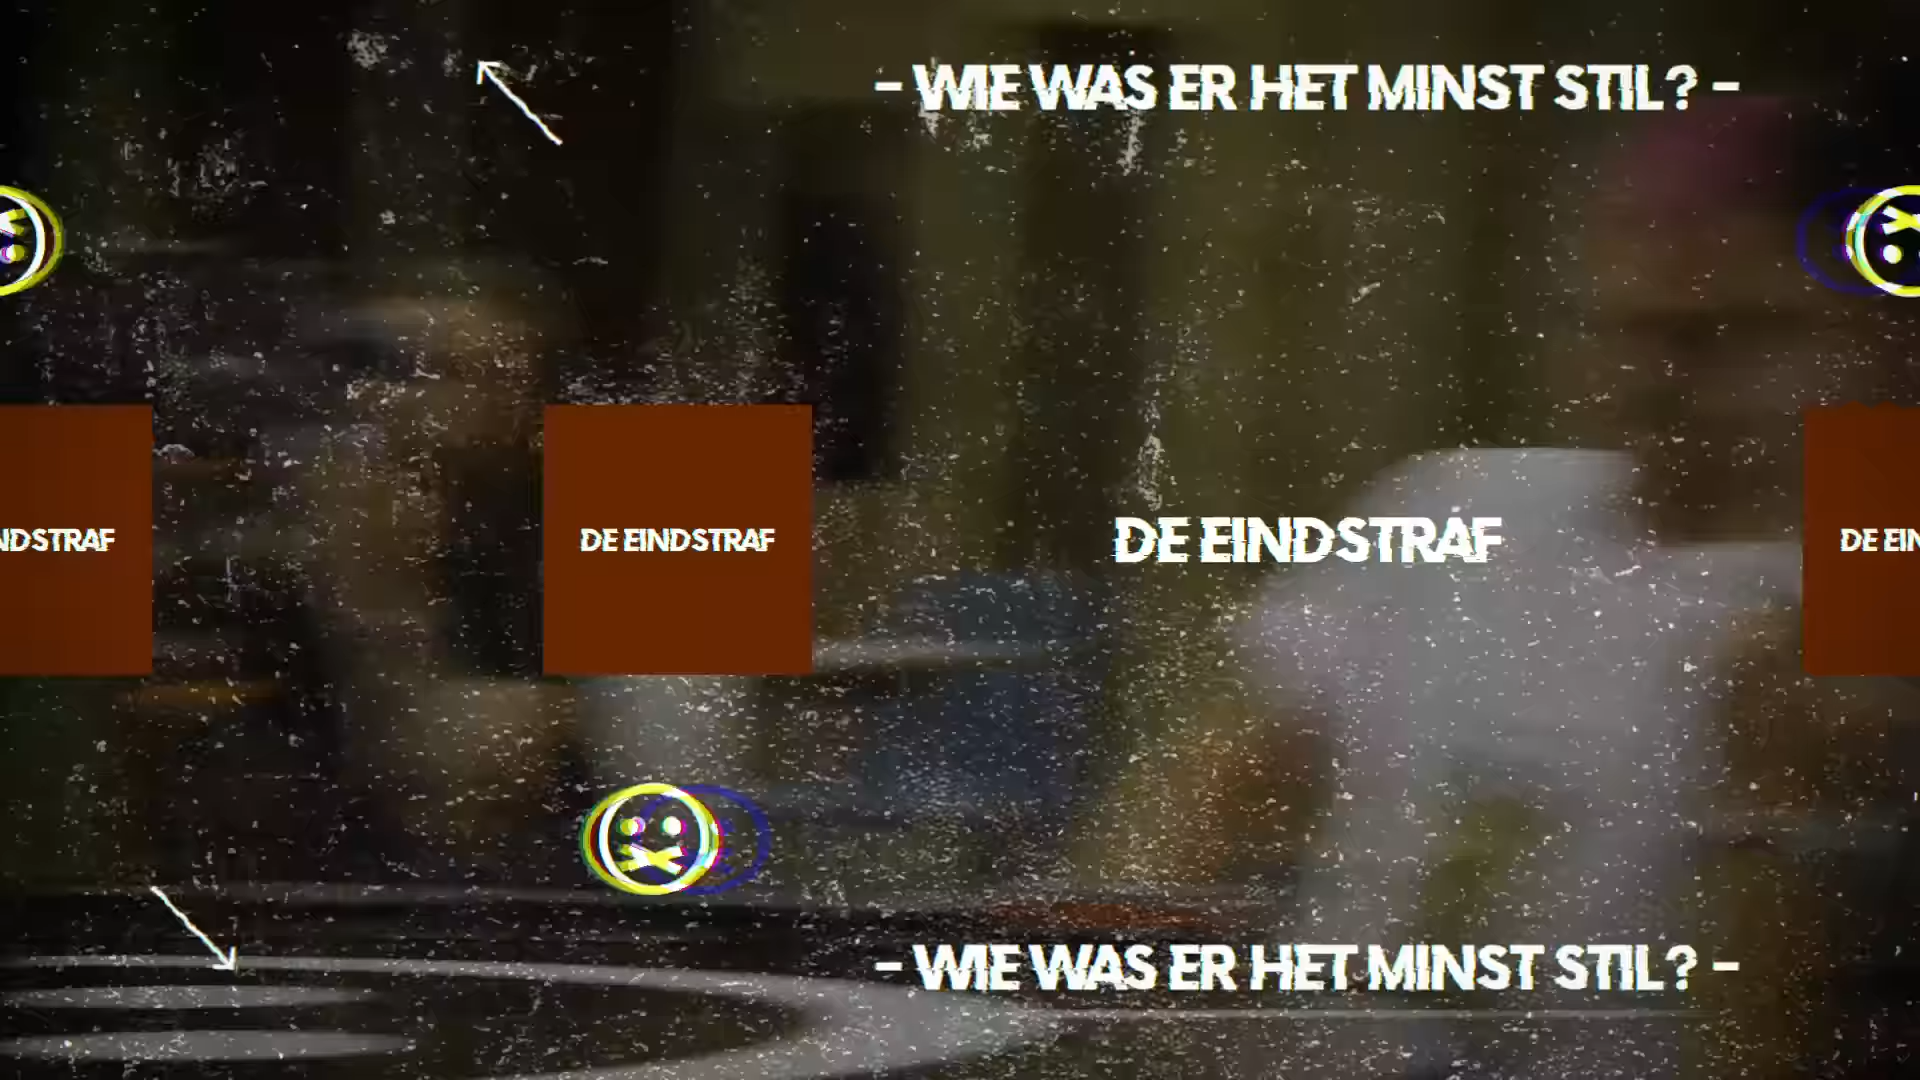 - WIE WAS ER HET MINST STIL? -
NDSTRAF
DE EINDSTRAF
DE EINDSTRAF
DE EIN
- WIE WAS ER HET MINST STIL? -